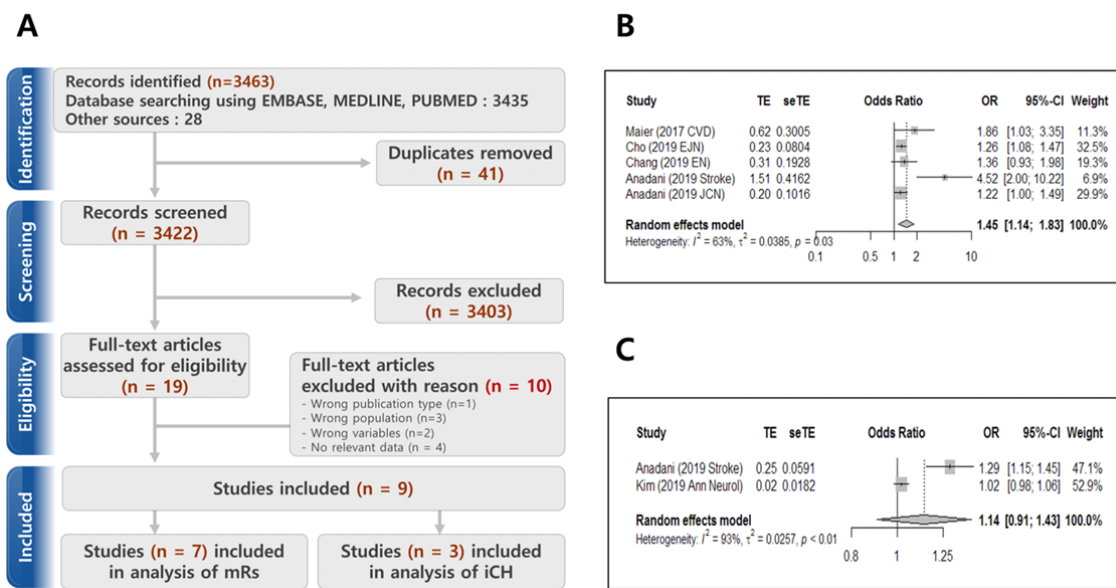 A
Identification
Records identified (n=3463)
Database searching using EMBASE, MEDLINE, PUBMED : 3435
Other sources : 28
Duplicates removed
(n = 41)
Screening
Records screened
(n = 3422)
Records excluded
(n = 3403)
Eligibility
Full-text articles
assessed for eligibility
(n = 19)
Full-text articles
excluded with reason (n = 10)
- Wrong publication type (n=1)
- Wrong population (n=3)
- Wrong variables (n=2)
- No relevant data (n = 4)
Included
Studies included (n = 9)
Studies (n = 7) included
in analysis of mRs
Studies (n = 3) included
in analysis of iCH
B
Study TE seTE Odds Ratio OR 95%-CI Weight
Maier (2017 CVD) 0.62 0.3005 1.86 [1.03; 3.35] 11.3%
Cho (2019 EJN) 0.23 0.0804 1.26 [1.08; 1.47] 32.5%
Chang (2019 EN) 0.31 0.1928 1.36 [0.93; 1.98] 19.3%
Anadani (2019 Stroke) 1.51 0.4162 4.52 [2.00; 10.22] 6.9%
Anadani (2019 JCN) 0.20 0.1016 1.22 [1.00; 1.49] 29.9%
Random effects model 1.45 [1.14; 1.83] 100.0%
Heterogeneity: I² = 63%, τ² = 0.0385, p = 0.03
0.1 0.5 1 2 10
C
Study TE seTE Odds Ratio OR 95%-CI Weight
Anadani (2019 Stroke) 0.25 0.0591 1.29 [1.15; 1.45] 47.1%
Kim (2019 Ann Neurol) 0.02 0.0182 1.02 [0.98; 1.06] 52.9%
Random effects model 1.14 [0.91; 1.43] 100.0%
Heterogeneity: I² = 93%, τ² = 0.0257, p < 0.01
0.8 1 1.25